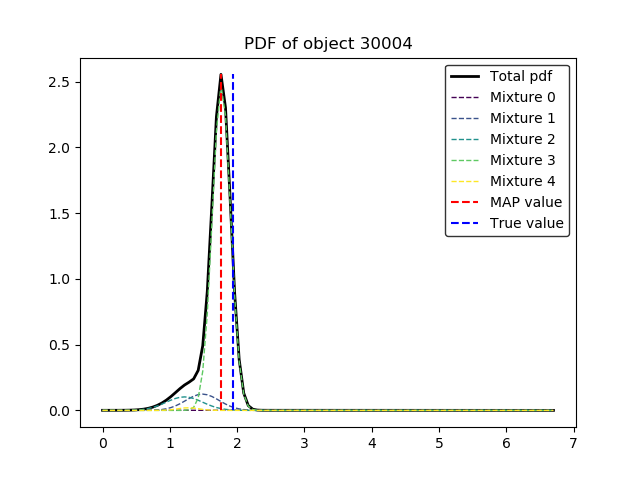 PDF of object 30004
Total pdf
Mixture 0
Mixture 1
Mixture 2
Mixture 3
Mixture 4
MAP value
True value
2.5
2.0
1.5
1.0
0.5
0.0
0 1 2 3 4 5 6 7